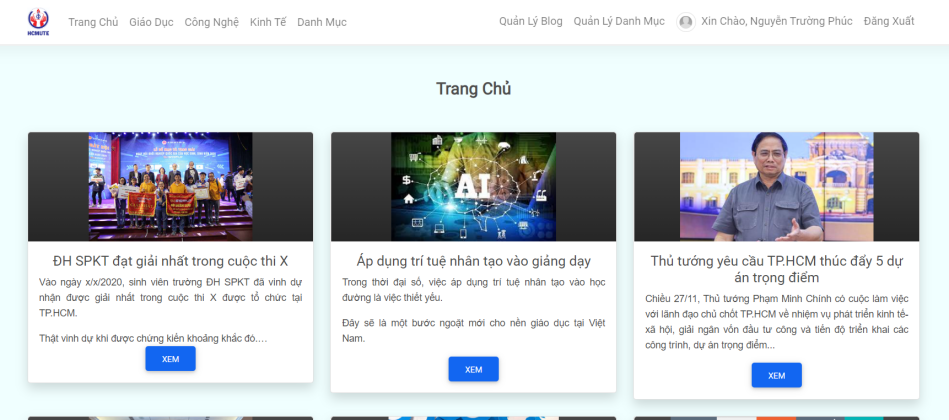 HCMUTE
Trang Chủ Giáo Dục Công Nghệ Kinh Tế Danh Mục Quản Lý Blog Quản Lý Danh Mục Xin Chào, Nguyễn Trường Phúc Đăng Xuất
Trang Chủ
AI
ĐH SPKT đạt giải nhất trong cuộc thi X
Vào ngày x/x/2020, sinh viên trường ĐH SPKT đã vinh dự
nhận được giải nhất trong cuộc thi X được tổ chức tại
TP.HCM.
Thật vinh dự khi được chứng kiến khoảng khắc đó....
XEM
Áp dụng trí tuệ nhân tạo vào giảng dạy
Trong thời đại số, việc áp dụng trí tuệ nhân tạo vào học
đường là việc thiết yếu.
Đây sẽ là một bước ngoặt mới cho nền giáo dục tại Việt
Nam.
XEM
Thủ tướng yêu cầu TP.HCM thúc đẩy 5 dự
án trọng điểm
Chiều 27/11, Thủ tướng Phạm Minh Chính có cuộc làm việc
với lãnh đạo chủ chốt TP.HCM về nhiệm vụ phát triển kinh tế-
xã hội, giải ngân vốn đầu tư công và tiến độ triển khai các
công trình, dự án trọng điểm...
XEM